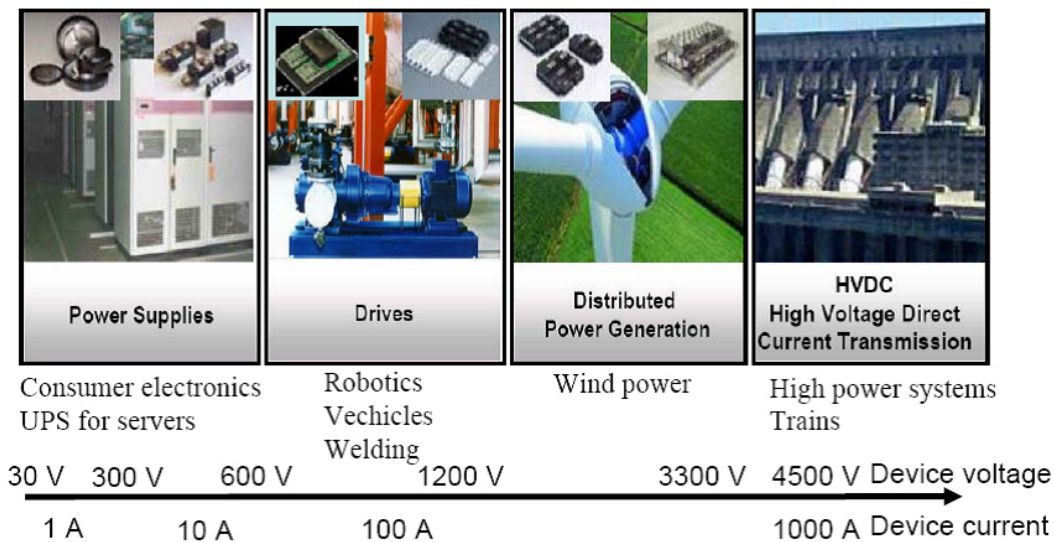 Power Supplies
Drives
Distributed
Power Generation
HVDC
High Voltage Direct
Current Transmission
Consumer electronics
UPS for servers
Robotics
Vechicles
Welding
Wind power
High power systems
Trains
30 V 300 V 600 V 1200 V 3300 V 4500 V Device voltage
1 A 10 A 100 A 1000 A Device current